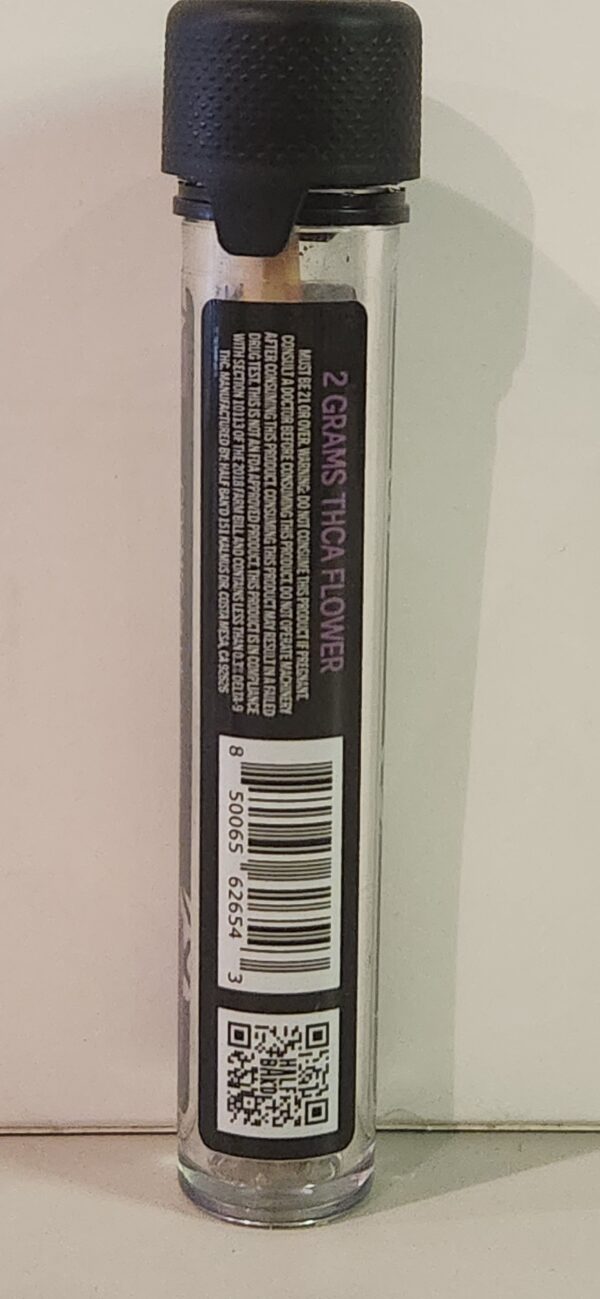 2 GRAMS THCA FLOWER
MUST BE 21 OR OVER. WARNING: DO NOT CONSUME THIS PRODUCT IF PREGNANT.
CONSULT A DOCTOR BEFORE CONSUMING THIS PRODUCT. DO NOT OPERATE MACHINERY
AFTER CONSUMING THIS PRODUCT. CONSUMING THIS PRODUCT MAY RESULT IN A FAILED
DRUG TEST. THIS IS NOT AN FDA APPROVED PRODUCT. THIS PRODUCT IS IN COMPLIANCE
WITH SECTION 10113 OF THE 2018 FARM BILL AND CONTAINS LESS THAN 0.3% DELTA-9
THC. MANUFACTURED BY HALF BAK'D COSTA MESA, CA 92626
8 50065 62654 3
HALF
BAK'D